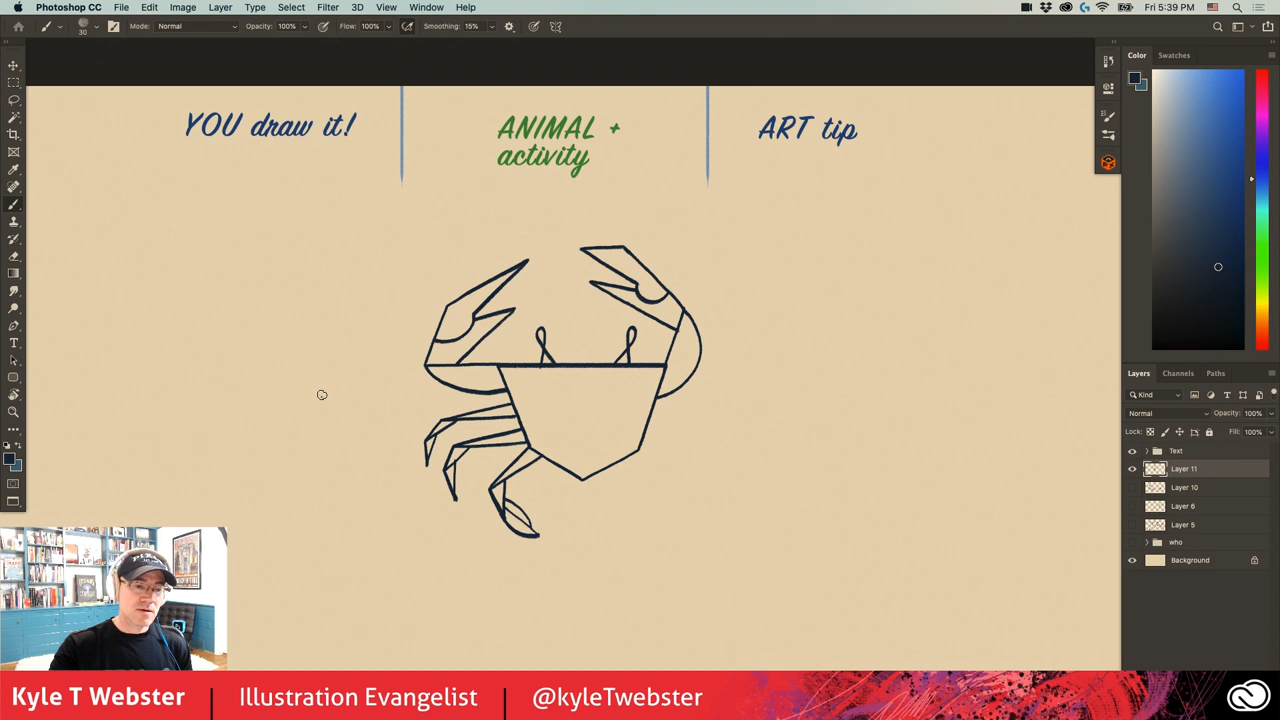 Photoshop CC File Edit Image Layer Type Select Filter 3D View Window Help Fri 5:39 PM
30 Mode: Normal Opacity: 100% Flow: 100% Smoothing: 15%
Color Swatches
YOU draw it!
ANIMAL +
activity
ART tip
Layers Channels Paths
Kind
Normal Opacity: 100%
Lock: Fill: 100%
Text
Layer 11
Layer 10
Layer 6
Layer 5
who
Background
Kyle T Webster | Illustration Evangelist | @kyleTwebster